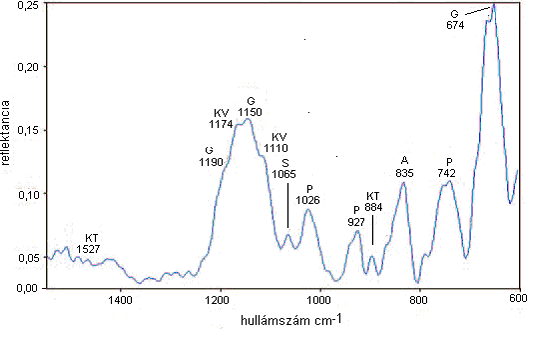 0,25
0,20
0,15
0,10
0,05
0,00
reflektancia
KT
1527
G
1190
KV
1174
G
1150
KV
1110
S
1065
P
1026
P
927
KT
884
A
835
P
742
G
674
1400
1200
1000
800
600
hullámszám cm-1